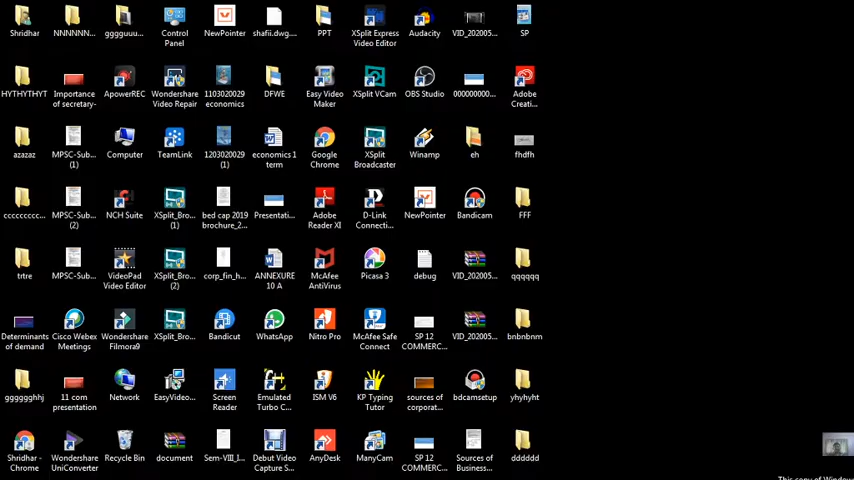 Shridhar
NNNNNN...
ggguuu...
Control
Panel
NewPointer
shafii.dwg....
PPT
XSplit Express
Video Editor
Audacity
VID_202005...
SP
HYTHYTHYT
Importance
of secretary-
ApowerREC
Wondershare
Video Repair
1103020029
economics
DFWE
Easy Video
Maker
XSplit VCam
OBS Studio
000000000...
Adobe
Creati...
azazaz
MPSC-Sub...
(1)
Computer
TeamLink
1203020029
(1)
economics 1
term
Google
Chrome
XSplit
Broadcaster
Winamp
eh
fhdfh
cccccccccc...
MPSC-Sub...
(2)
NCH Suite
XSplit_Bro...
(1)
bed cap 2019
brochure_2...
Presentati...
Adobe
Reader XI
D-Link
Connecti...
NewPointer
Bandicam
FFF
trtre
MPSC-Sub...
VideoPad
Video Editor
XSplit_Bro...
(2)
corp_fin_h...
ANNEXURE
10 A
McAfee
AntiVirus
Picasa 3
debug
VID_202005...
qqqqqq
Determinants
of demand
Cisco Webex
Meetings
Wondershare
Filmora9
XSplit_Bro...
Bandicut
WhatsApp
Nitro Pro
McAfee Safe
Connect
SP 12
COMMERC...
VID_202005...
bnbnbnm
gggggghhj
11 com
presentation
Network
EasyVideo...
Screen
Reader
Emulated
Turbo C...
ISM V6
KP Typing
Tutor
sources of
corporat...
bdcamsetup
yhyhyht
Shridhar -
Chrome
Wondershare
UniConverter
Recycle Bin
document
Sem-VIII_I...
Debut Video
Capture S...
AnyDesk
ManyCam
SP 12
COMMERC...
Sources of
Business...
dddddd
This copy of Window